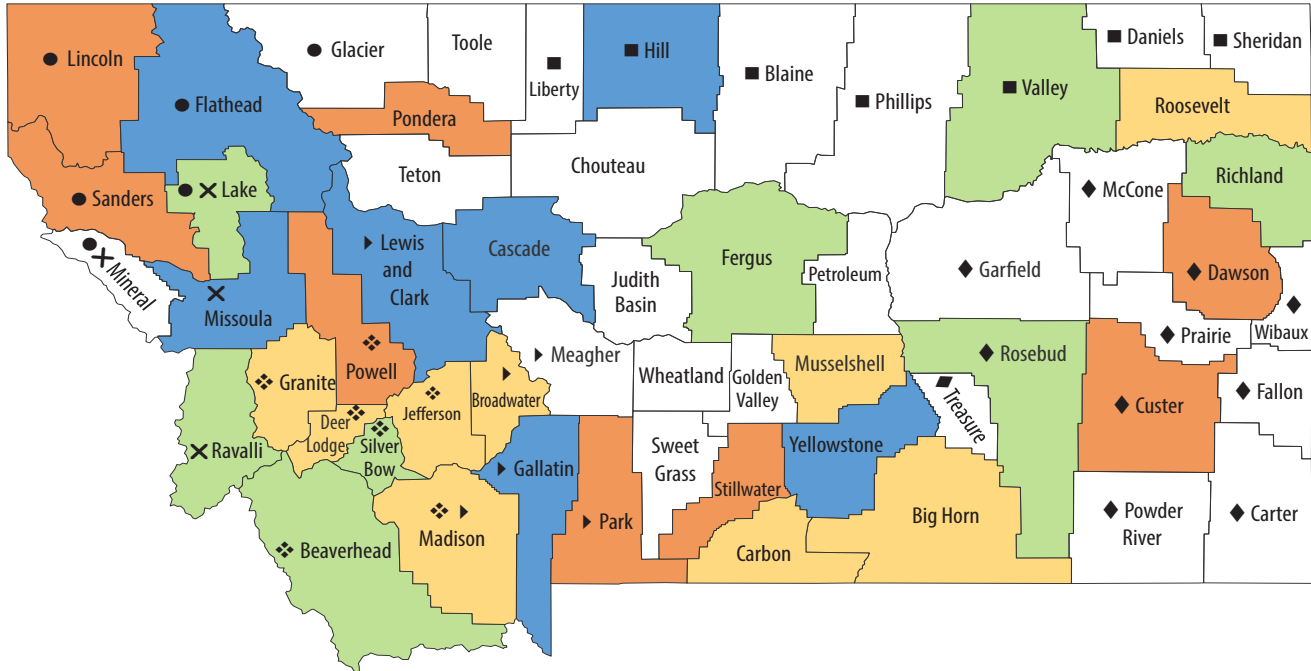 Lincoln
Flathead
Glacier
Toole
Liberty
Hill
Blaine
Phillips
Valley
Daniels
Sheridan
Roosevelt
Pondera
Teton
Chouteau
Sanders
Lake
Mineral
Missoula
Lewis
and
Clark
Cascade
Judith
Basin
Fergus
Petroleum
Garfield
McCone
Richland
Dawson
Wibaux
Prairie
Powell
Granite
Deer
Lodge
Silver
Bow
Jefferson
Broadwater
Meagher
Wheatland
Golden
Valley
Musselshell
Rosebud
Treasure
Custer
Fallon
Ravalli
Gallatin
Park
Sweet
Grass
Stillwater
Yellowstone
Beaverhead
Madison
Carbon
Big Horn
Powder
River
Carter